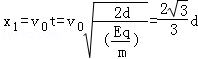 x₁=v₀t=v₀√(2d/(Eq/m))=2√3/3 d